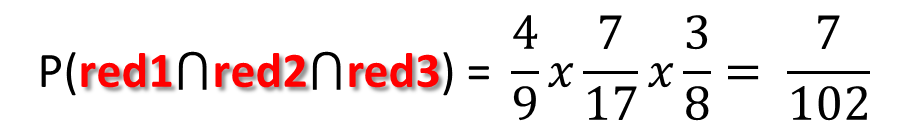 P(red1∩red2∩red3) = 4/9 x 7/17 x 3/8 = 7/102